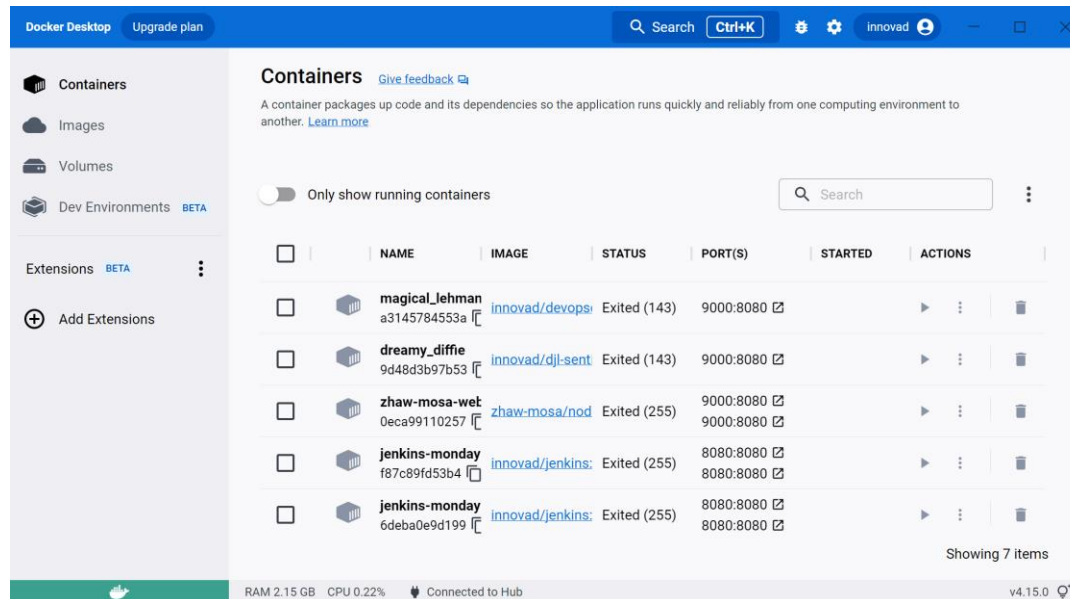 Docker Desktop Upgrade plan Search Ctrl+K innovad
Containers
Images
Volumes
Dev Environments BETA
Extensions BETA
Add Extensions
Containers Give feedback
A container packages up code and its dependencies so the application runs quickly and reliably from one computing environment to
another. Learn more
Only show running containers Search
NAME IMAGE STATUS PORT(S) STARTED ACTIONS
magical_lehman innovad/devops Exited (143) 9000:8080
a3145784553a
dreamy_diffie innovad/djl-sent Exited (143) 9000:8080
9d48d3b97b53
zhaw-mosa-web zhaw-mosa/nod Exited (255) 9000:8080
0eca99110257 9000:8080
jenkins-monday innovad/jenkins: Exited (255) 8080:8080
f87c89fd53b4 8080:8080
jenkins-monday innovad/jenkins: Exited (255) 8080:8080
6deba0e9d199 8080:8080
Showing 7 items
RAM 2.15 GB CPU 0.22% Connected to Hub v4.15.0